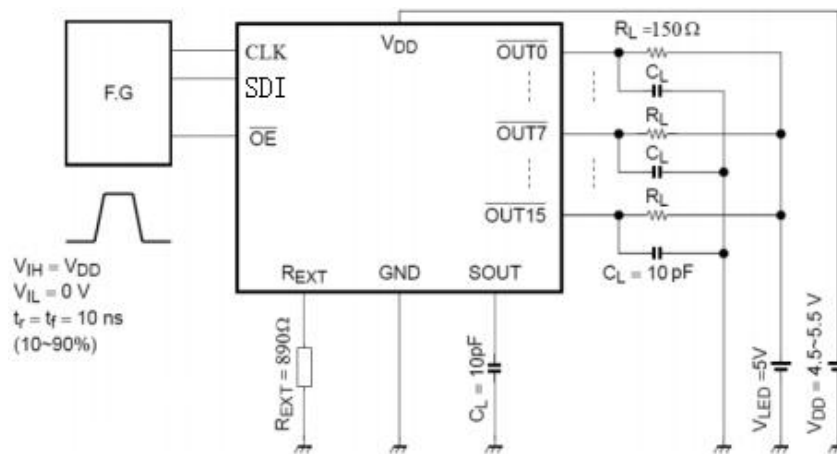 F.G
CLK
SDI
OE
VDD
OUT0
OUT7
OUT15
REXT
GND
SOUT
RL =150Ω
CL
RL
CL
RL
CL = 10 pF
VIH = VDD
VIL = 0 V
tr = tf = 10 ns
(10~90%)
REXT = 890Ω
CL = 10pF
VLED =5V
VDD = 4.5~5.5 V